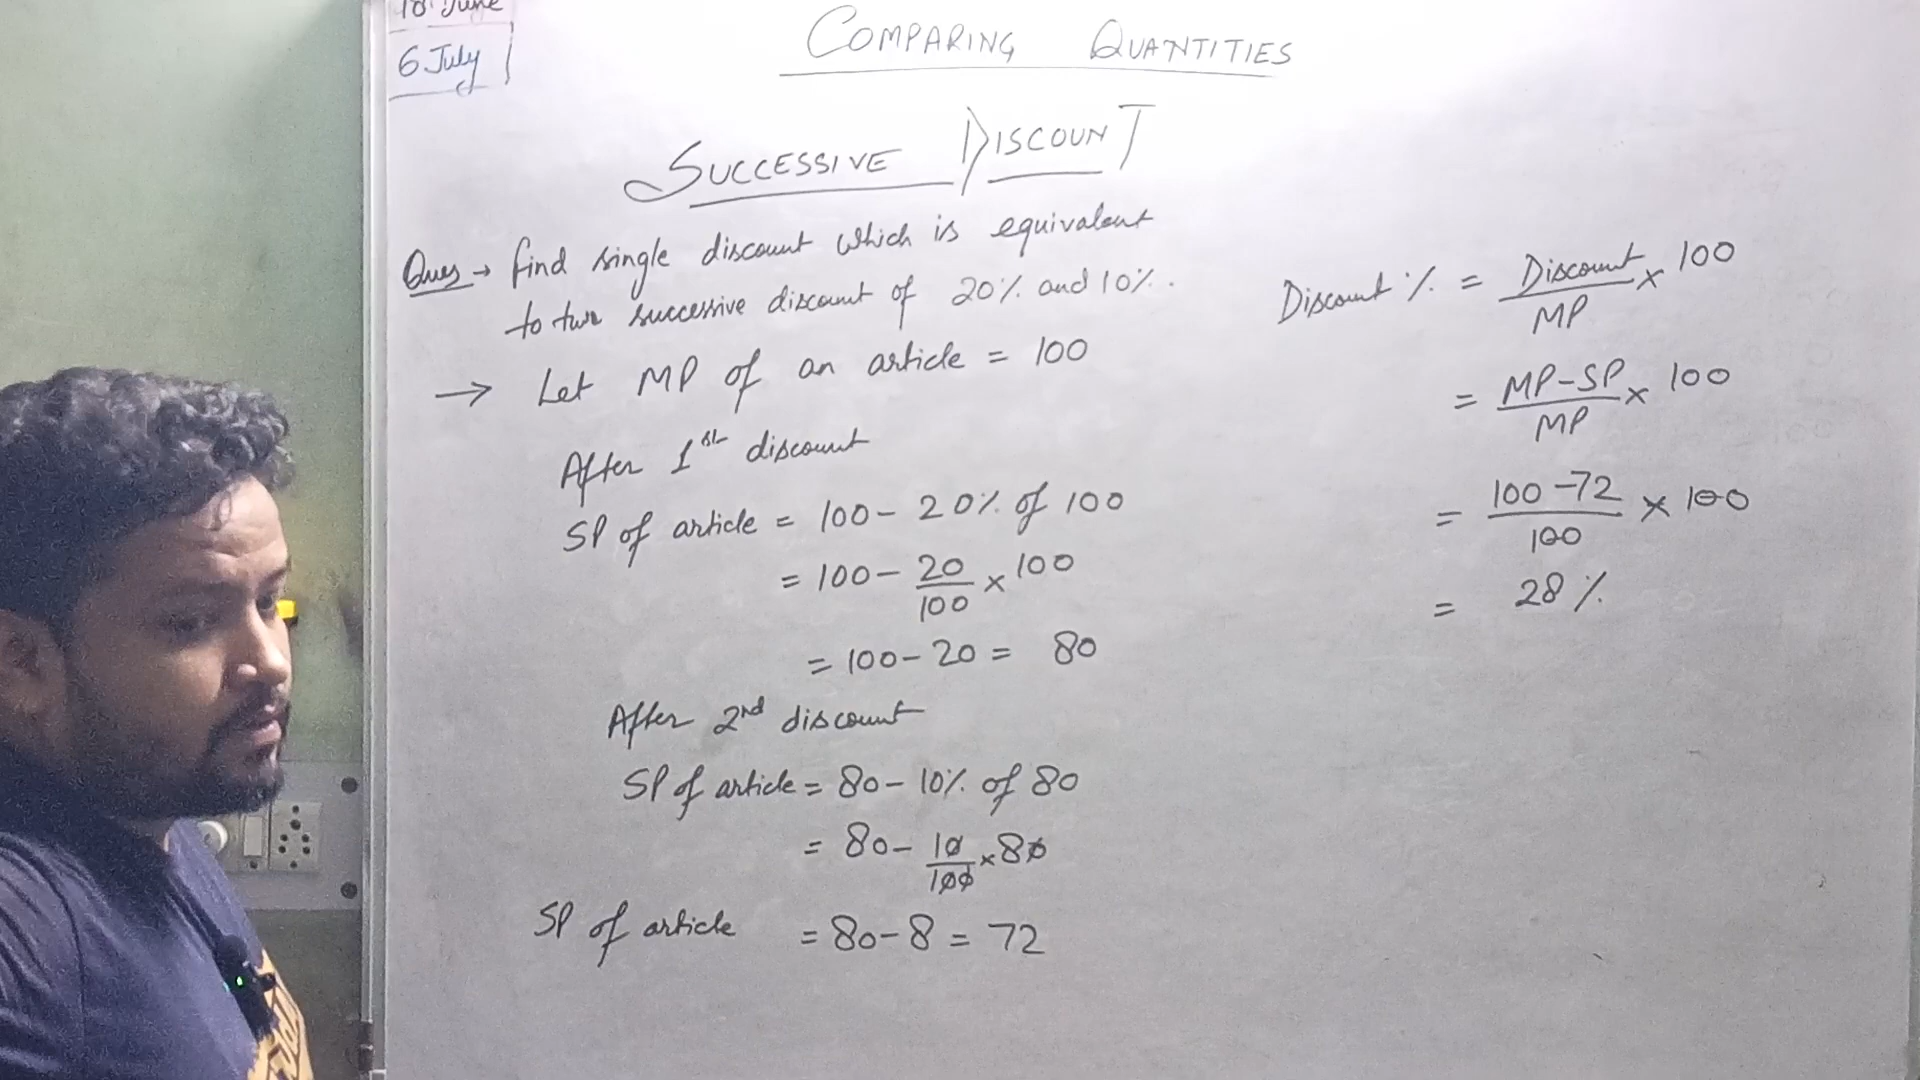 18 June
6 July
COMPARING QUANTITIES
SUCCESSIVE DISCOUNT
Ques → find single discount which is equivalent
to two successive discount of 20% and 10%.
→ Let MP of an article = 100
After 1st discount
SP of article = 100 - 20% of 100
= 100 - 20/100 × 100
= 100 - 20 = 80
After 2nd discount
SP of article = 80 - 10% of 80
= 80 - 10/100 × 80
SP of article = 80 - 8 = 72
Discount % = Discount/MP × 100
= MP-SP/MP × 100
= 100-72/100 × 100
= 28%